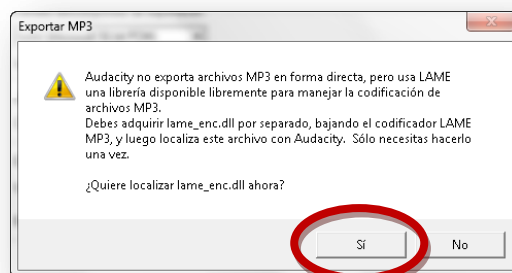 Exportar MP3
Audacity no exporta archivos MP3 en forma directa, pero usa LAME
una librería disponible libremente para manejar la codificación de
archivos MP3.
Debes adquirir lame_enc.dll por separado, bajando el codificador LAME
MP3, y luego localiza este archivo con Audacity. Sólo necesitas hacerlo
una vez.
¿Quiere localizar lame_enc.dll ahora?
Sí No